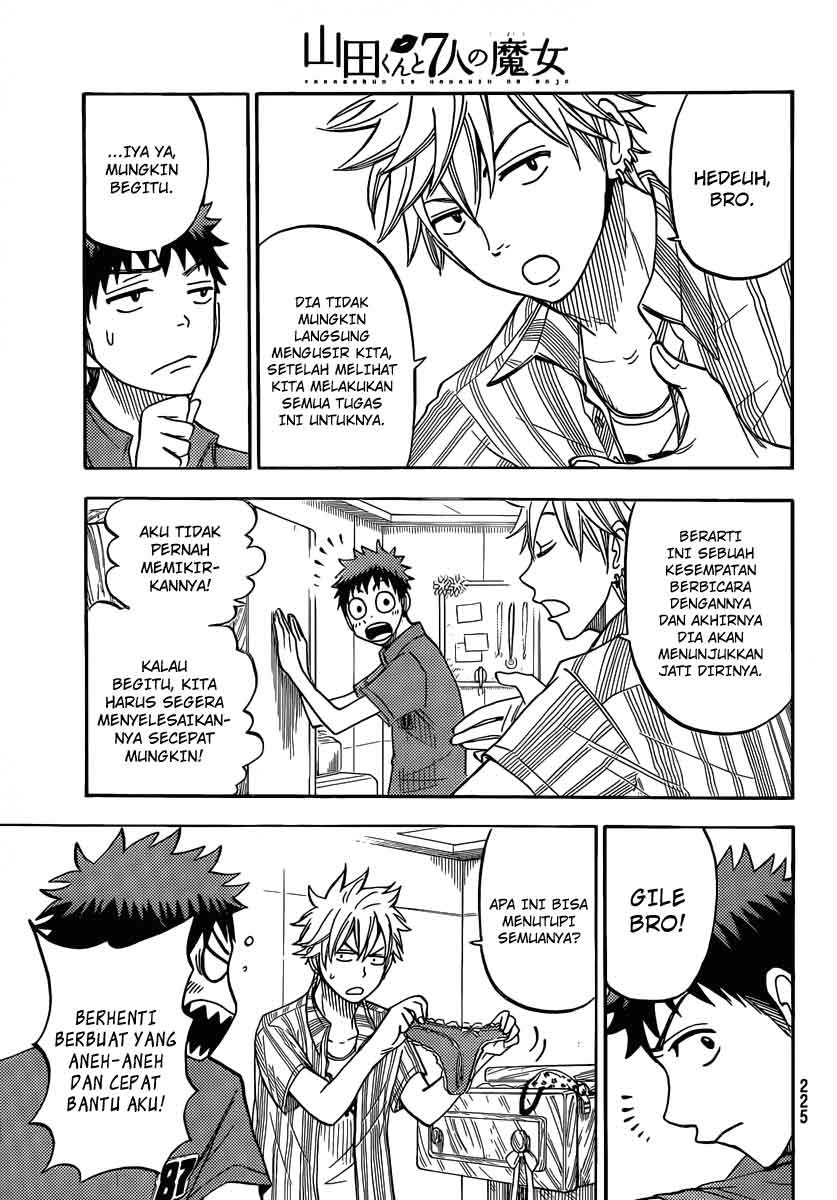 山田くんと7人の魔女
HEDEUH,
BRO.
DIA TIDAK
MUNGKIN
LANGSUNG
MENGUSIR KITA,
SETELAH MELIHAT
KITA MELAKUKAN
SEMUA TUGAS
INI UNTUKNYA.
...IYA YA,
MUNGKIN
BEGITU.
BERARTI
INI SEBUAH
KESEMPATAN
BERBICARA
DENGANNYA
DAN AKHIRNYA
DIA AKAN
MENUNJUKKAN
JATI DIRINYA.
AKU TIDAK
PERNAH
MEMIKIR-
KANNYA!
KALAU
BEGITU, KITA
HARUS SEGERA
MENYELESAIKAN-
NYA SECEPAT
MUNGKIN!
GILE
BRO!
APA INI BISA
MENUTUPI
SEMUANYA?
BERHENTI
BERBUAT YANG
ANEH-ANEH
DAN CEPAT
BANTU AKU!
87
225